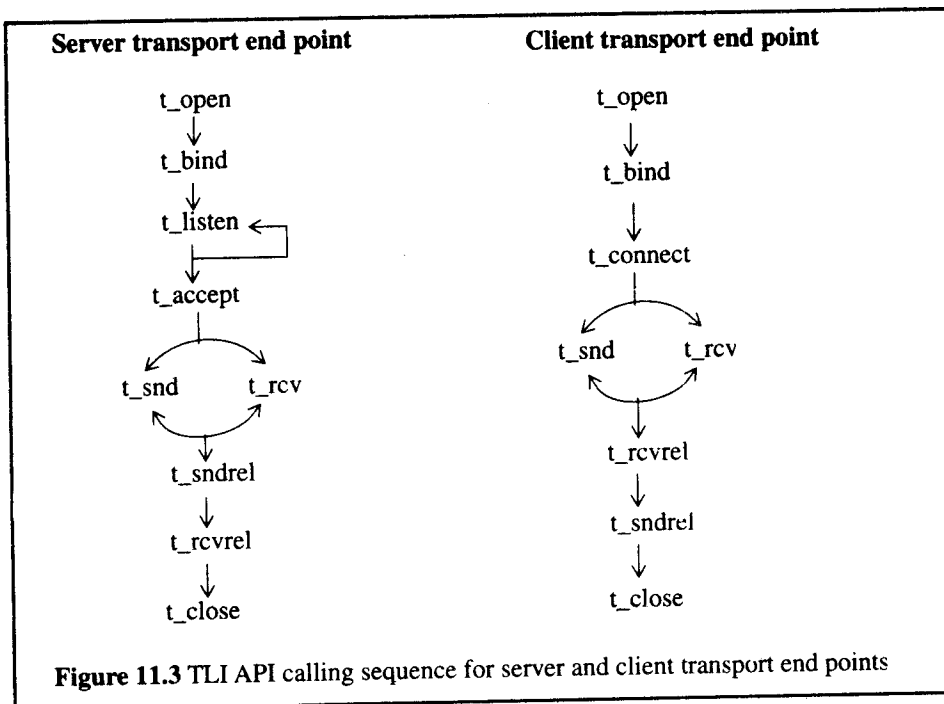 Server transport end point
t_open
t_bind
t_listen
t_accept
t_snd t_rcv
t_sndrel
t_rcvrel
t_close
Client transport end point
t_open
t_bind
t_connect
t_snd t_rcv
t_rcvrel
t_sndrel
t_close
Figure 11.3 TLI API calling sequence for server and client transport end points